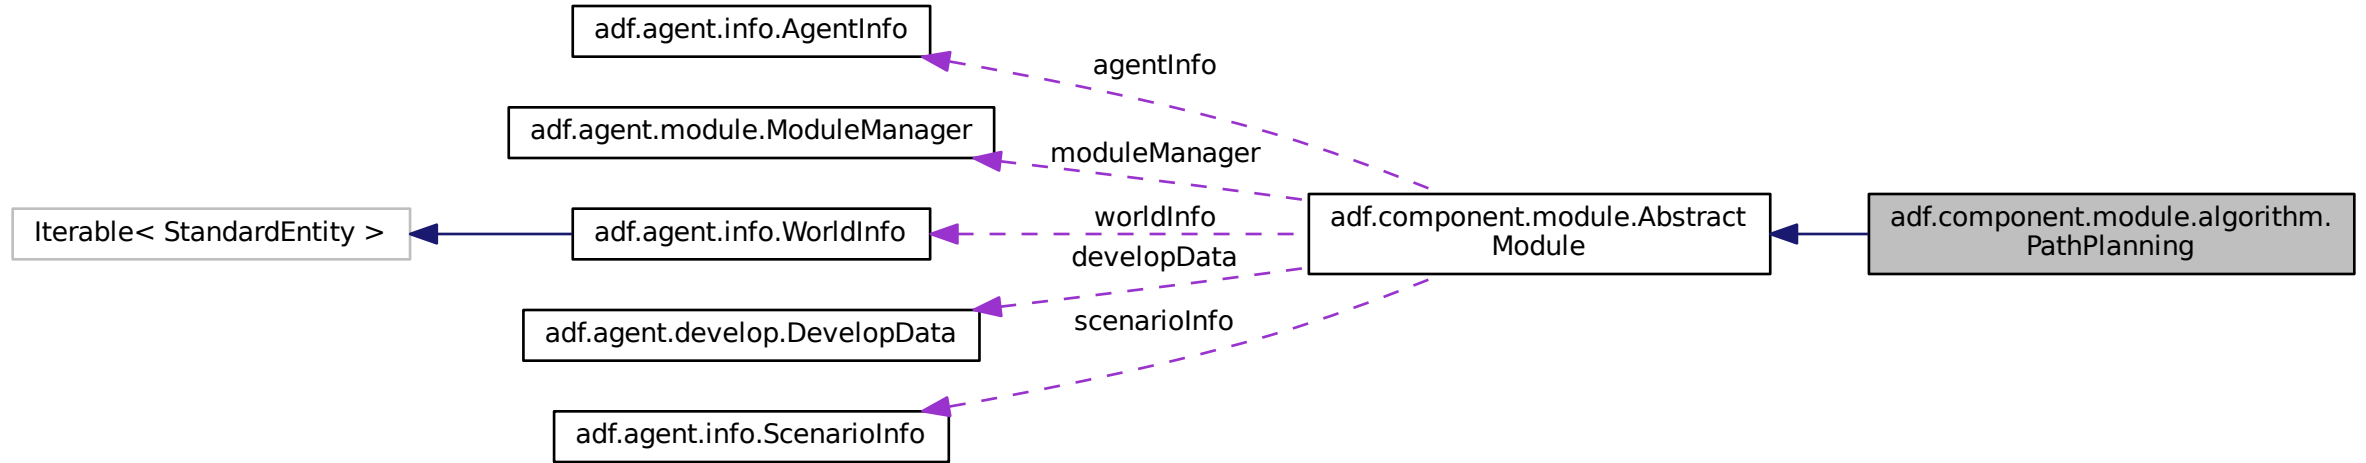 adf.agent.info.AgentInfo
agentInfo
adf.agent.module.ModuleManager
moduleManager
Iterable< StandardEntity >
adf.agent.info.WorldInfo
worldInfo
adf.component.module.Abstract
Module
adf.component.module.algorithm.
PathPlanning
developData
adf.agent.develop.DevelopData
scenarioInfo
adf.agent.info.ScenarioInfo